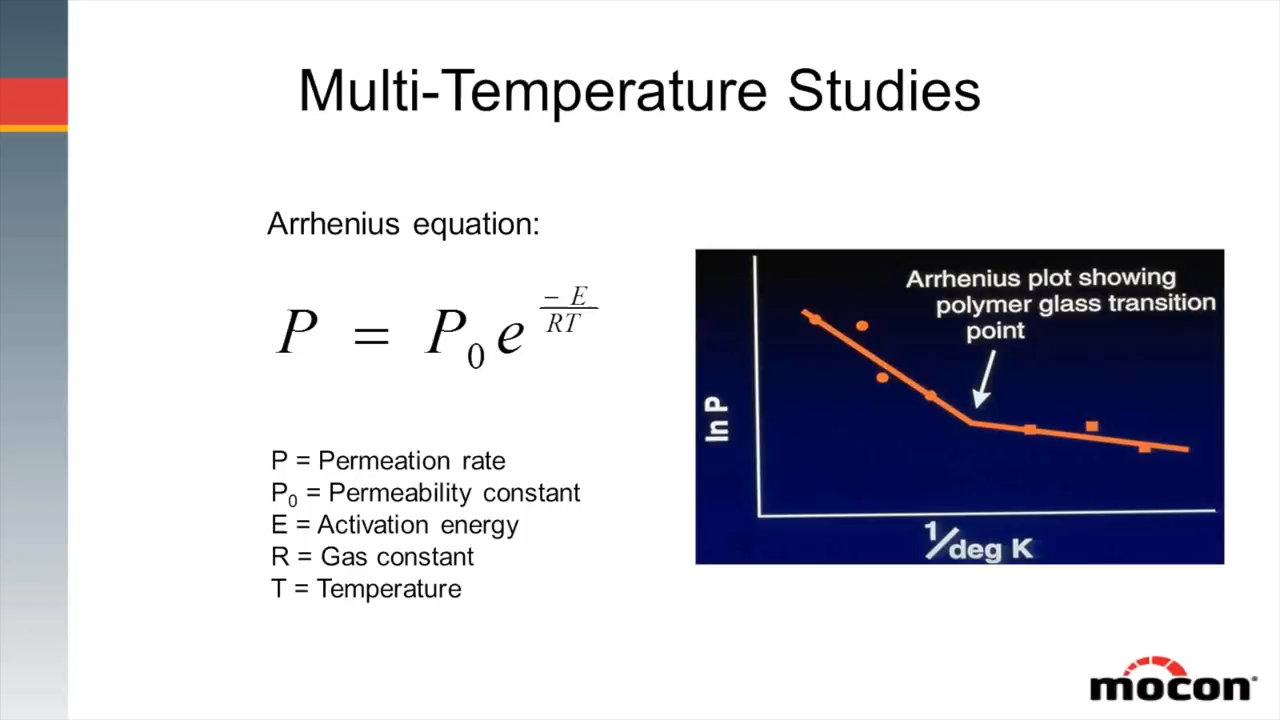 Multi-Temperature Studies
Arrhenius equation:
P = P₀ e^(−E/RT)
P = Permeation rate
P₀ = Permeability constant
E = Activation energy
R = Gas constant
T = Temperature
Arrhenius plot showing
polymer glass transition
point
ln P
1/deg K
mocon